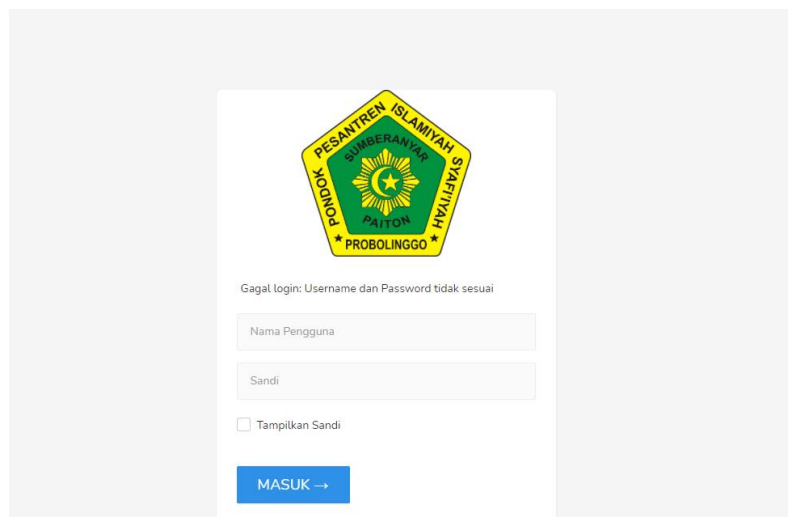 PONDOK PESANTREN ISLAMIYAH SYAFI'IYAH
SUMBERANYAR
PAITON
PROBOLINGGO
Gagal login: Username dan Password tidak sesuai
Nama Pengguna
Sandi
Tampilkan Sandi
MASUK →